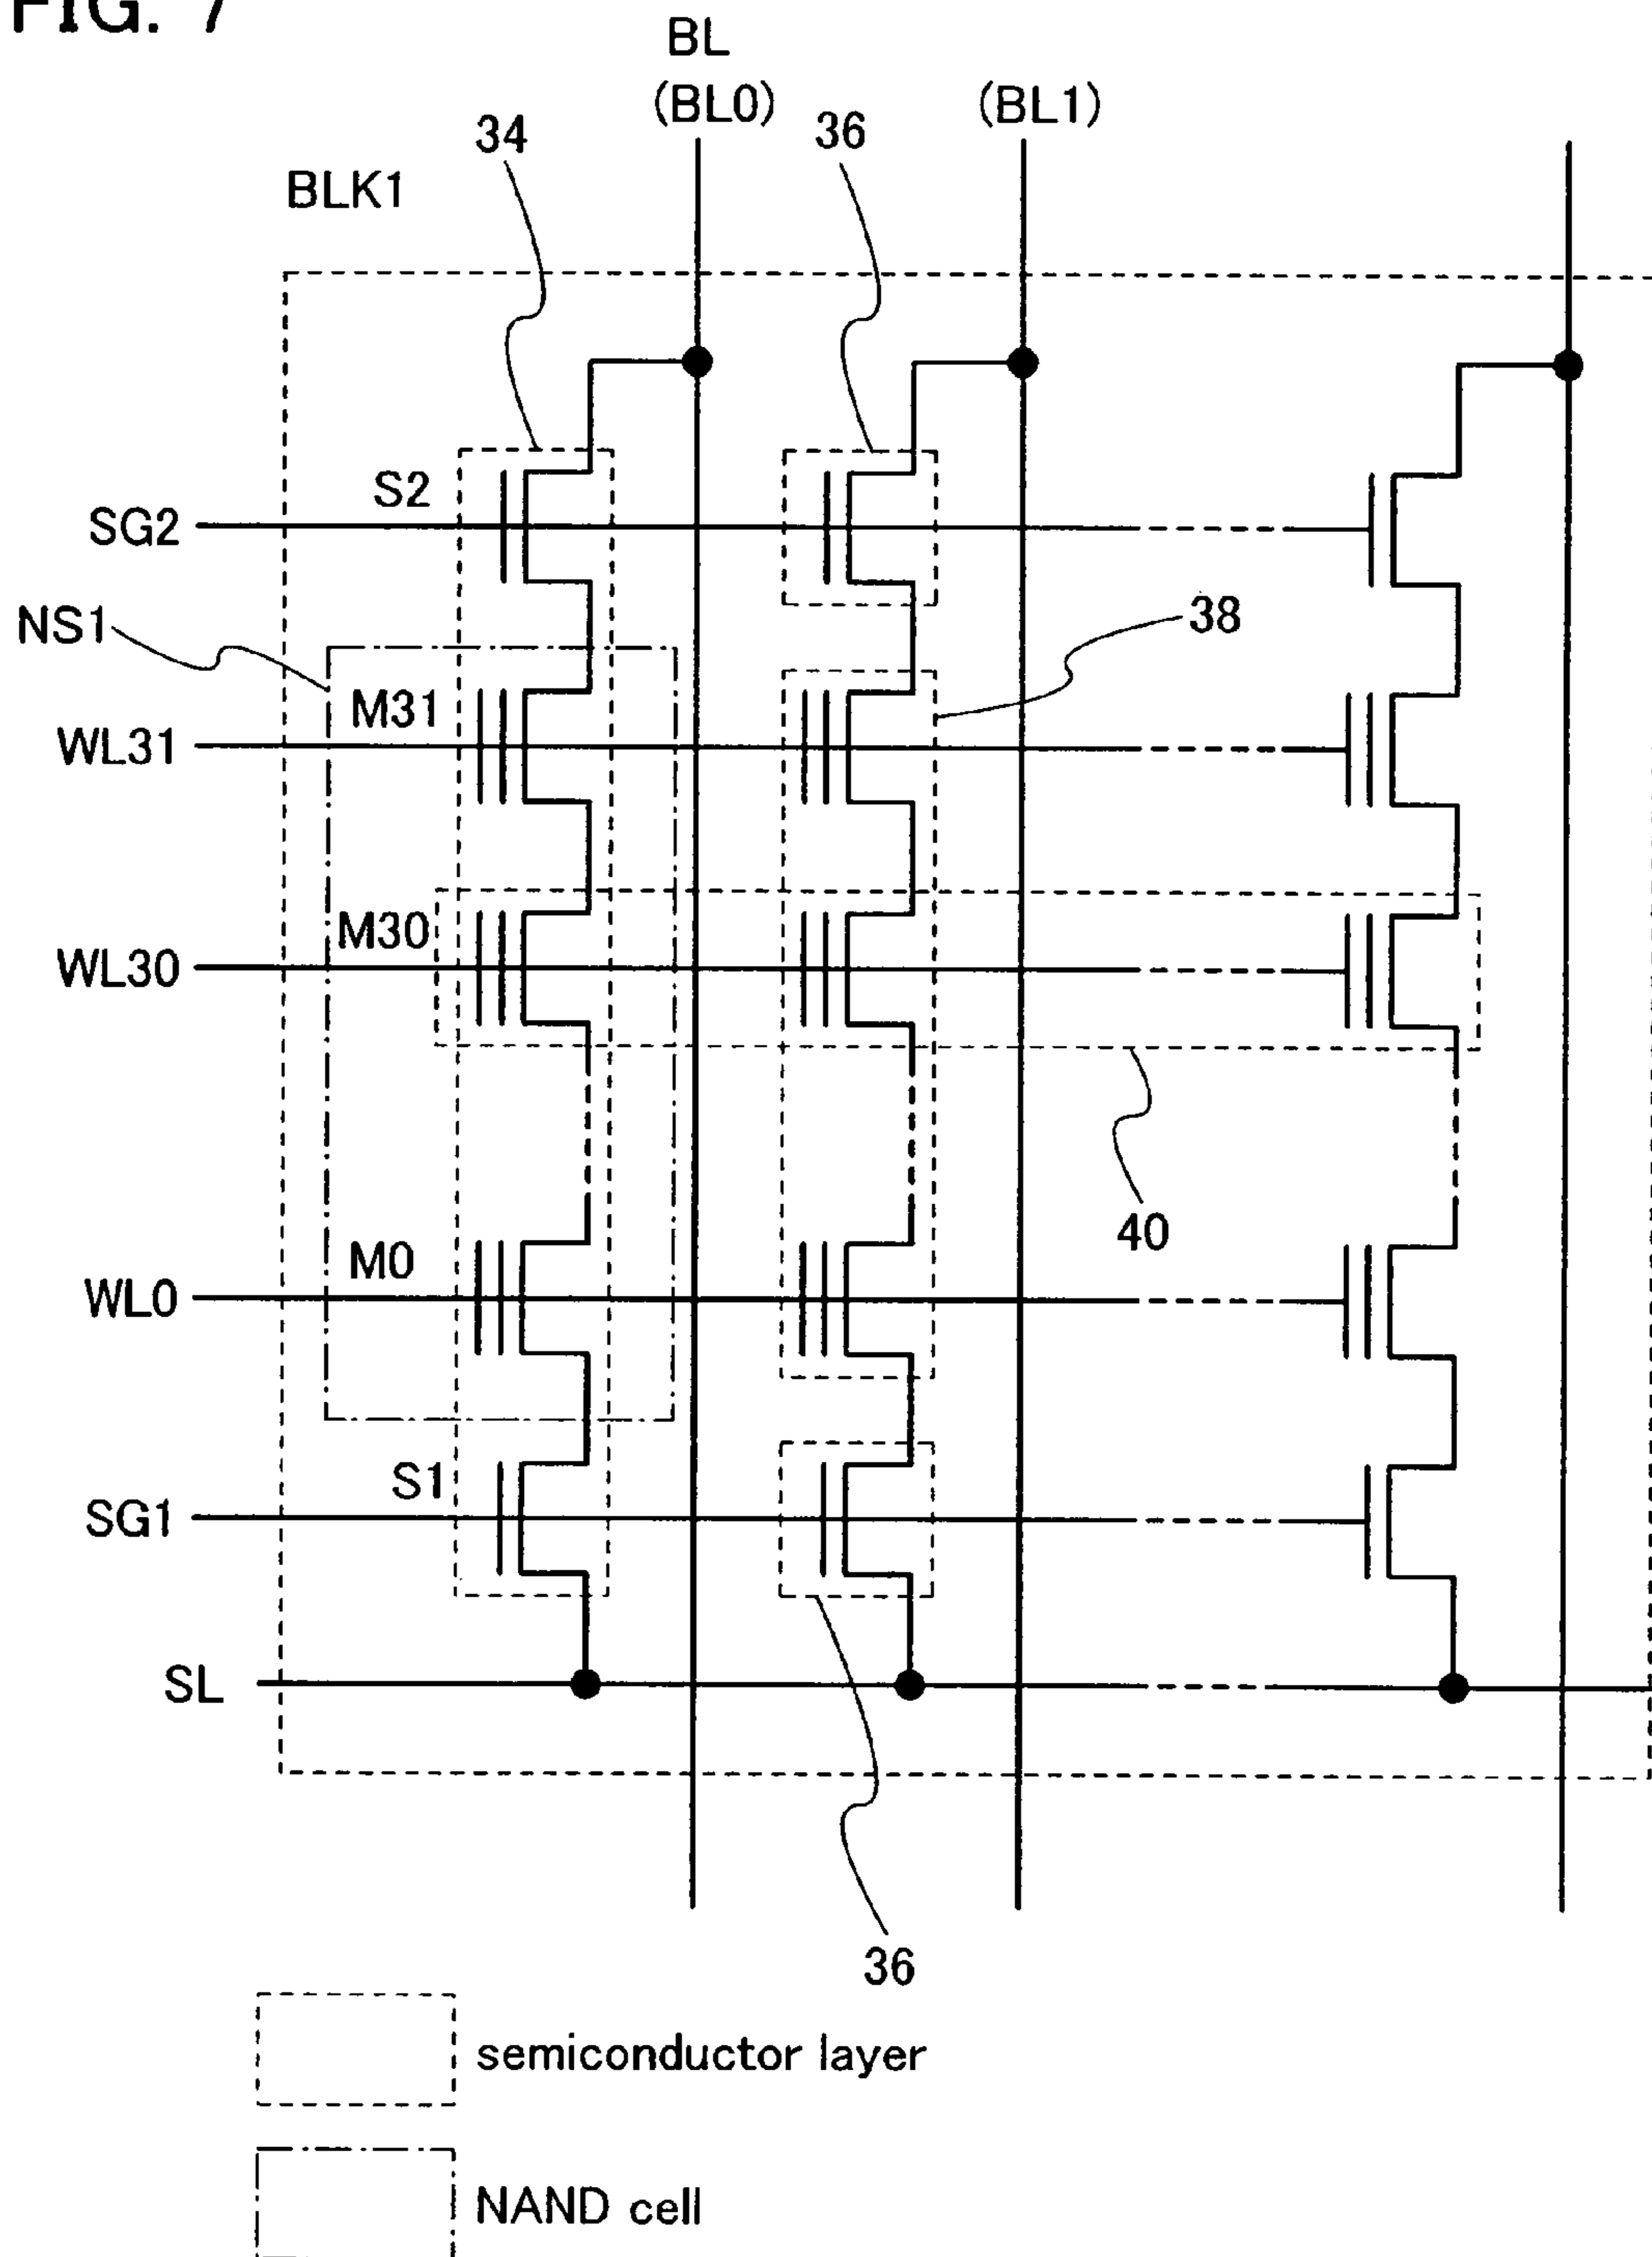 FIG. 7
BL
(BL0)
(BL1)
34
36
BLK1
S2
SG2
NS1
38
M31
WL31
M30
WL30
40
M0
WL0
S1
SG1
SL
36
semiconductor layer
NAND cell